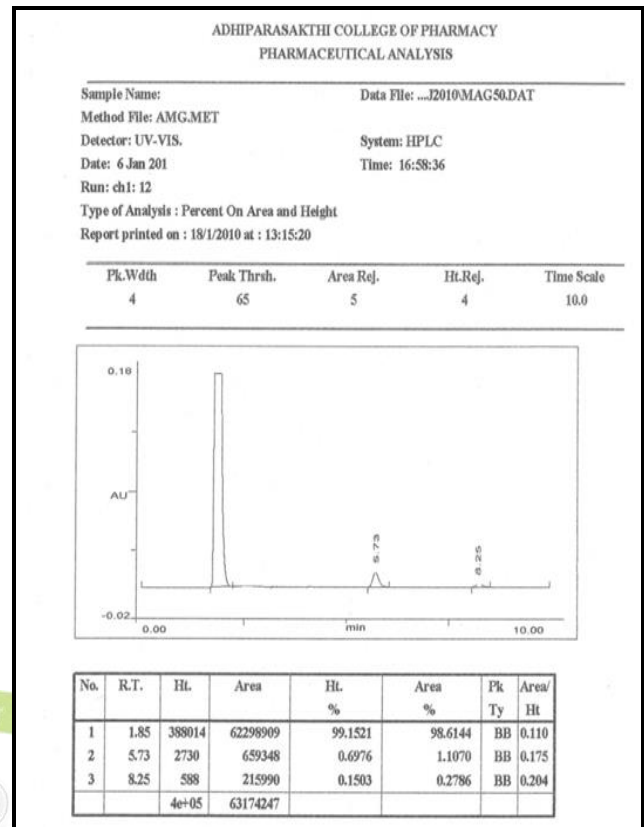 ADHIPARASAKTHI COLLEGE OF PHARMACY
PHARMACEUTICAL ANALYSIS
Sample Name: Data File: ....J2010\MAG50.DAT
Method File: AMG.MET
Detector: UV-VIS. System: HPLC
Date: 6 Jan 201 Time: 16:58:36
Run: ch1: 12
Type of Analysis : Percent On Area and Height
Report printed on : 18/1/2010 at : 13:15:20
Pk.Wdth Peak Thrsh. Area Rej. Ht.Rej. Time Scale
4 65 5 4 10.0
0.18
AU
5.73
8.25
-0.02
0.00 min 10.00
No. R.T. Ht. Area Ht. % Area % Pk Ty Area/ Ht
1 1.85 388014 62298909 99.1521 98.6144 BB 0.110
2 5.73 2730 659348 0.6976 1.1070 BB 0.175
3 8.25 588 215990 0.1503 0.2786 BB 0.204
4e+05 63174247